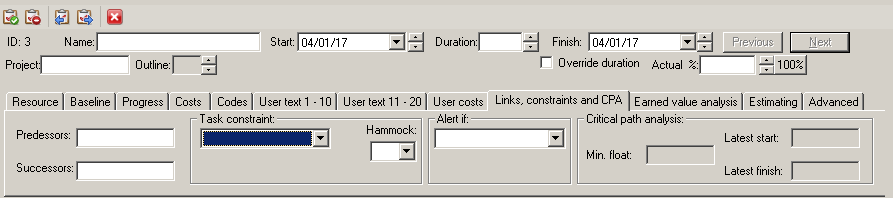 ID: 3 Name: Start: 04/01/17 Duration: Finish: 04/01/17 Previous Next
Project: Outline: Override duration Actual %: 100%
Resource Baseline Progress Costs Codes User text 1 - 10 User text 11 - 20 User costs Links, constraints and CPA Earned value analysis Estimating Advanced
Task constraint: Alert if: Critical path analysis:
Predessors: Hammock: Latest start:
Min. float:
Successors: Latest finish: